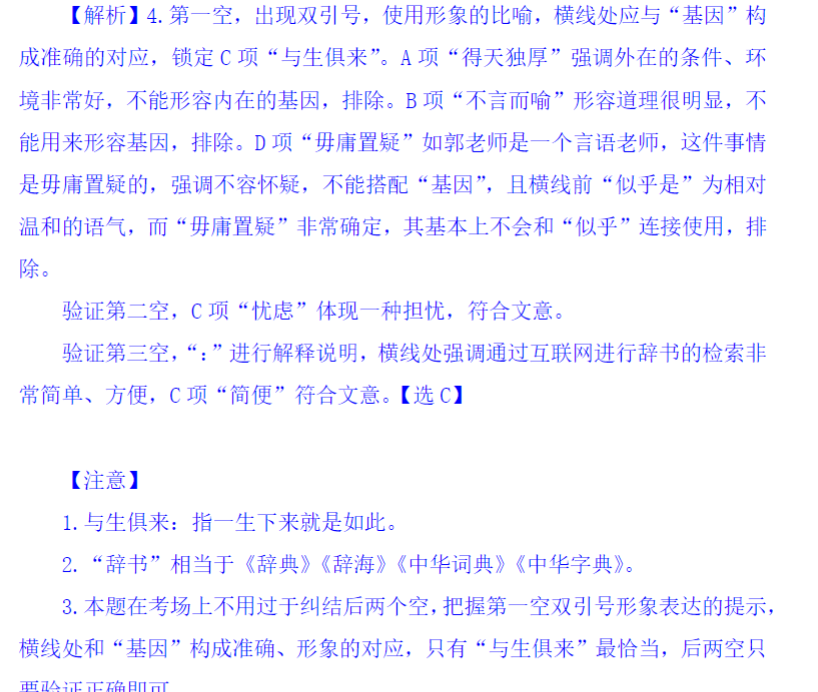 【解析】4.第一空，出现双引号，使用形象的比喻，横线处应与“基因”构
成准确的对应，锁定 C 项“与生俱来”。A 项“得天独厚”强调外在的条件、环
境非常好，不能形容内在的基因，排除。B 项“不言而喻”形容道理很明显，不
能用来形容基因，排除。D 项“毋庸置疑”如郭老师是一个言语老师，这件事情
是毋庸置疑的，强调不容怀疑，不能搭配“基因”，且横线前“似乎是”为相对
温和的语气，而“毋庸置疑”非常确定，其基本上不会和“似乎”连接使用，排
除。
验证第二空，C 项“忧虑”体现一种担忧，符合文意。
验证第三空，“：”进行解释说明，横线处强调通过互联网进行辞书的检索非
常简单、方便，C 项“简便”符合文意。【选 C】
【注意】
1.与生俱来：指一生下来就是如此。
2.“辞书”相当于《辞典》《辞海》《中华词典》《中华字典》。
3.本题在考场上不用过于纠结后两个空，把握第一空双引号形象表达的提示，
横线处和“基因”构成准确、形象的对应，只有“与生俱来”最恰当，后两空只
要验证正确即可